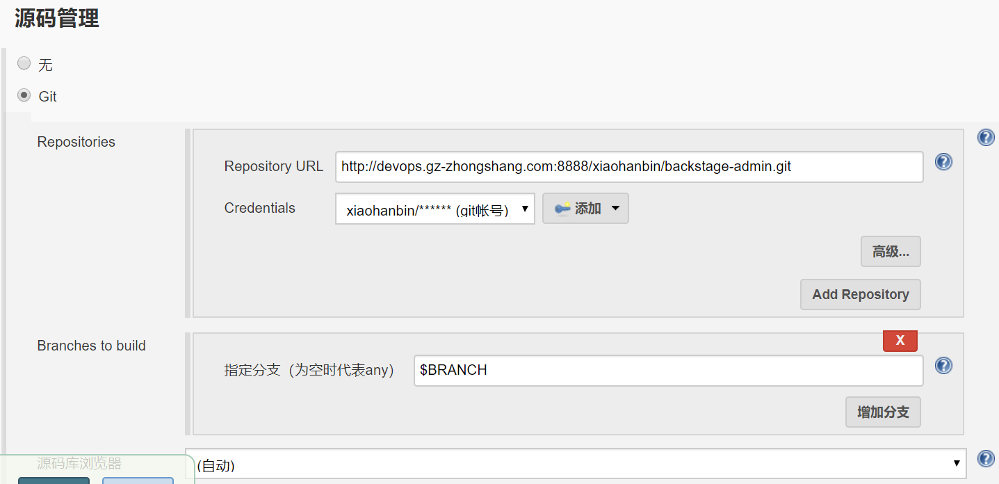 源码管理
无
Git
Repositories
Repository URL http://devops.gz-zhongshang.com:8888/xiaohanbin/backstage-admin.git
Credentials xiaohanbin/****** (git帐号) 添加
高级...
Add Repository
Branches to build
X
指定分支（为空时代表any） $BRANCH
增加分支
源码库浏览器 (自动)